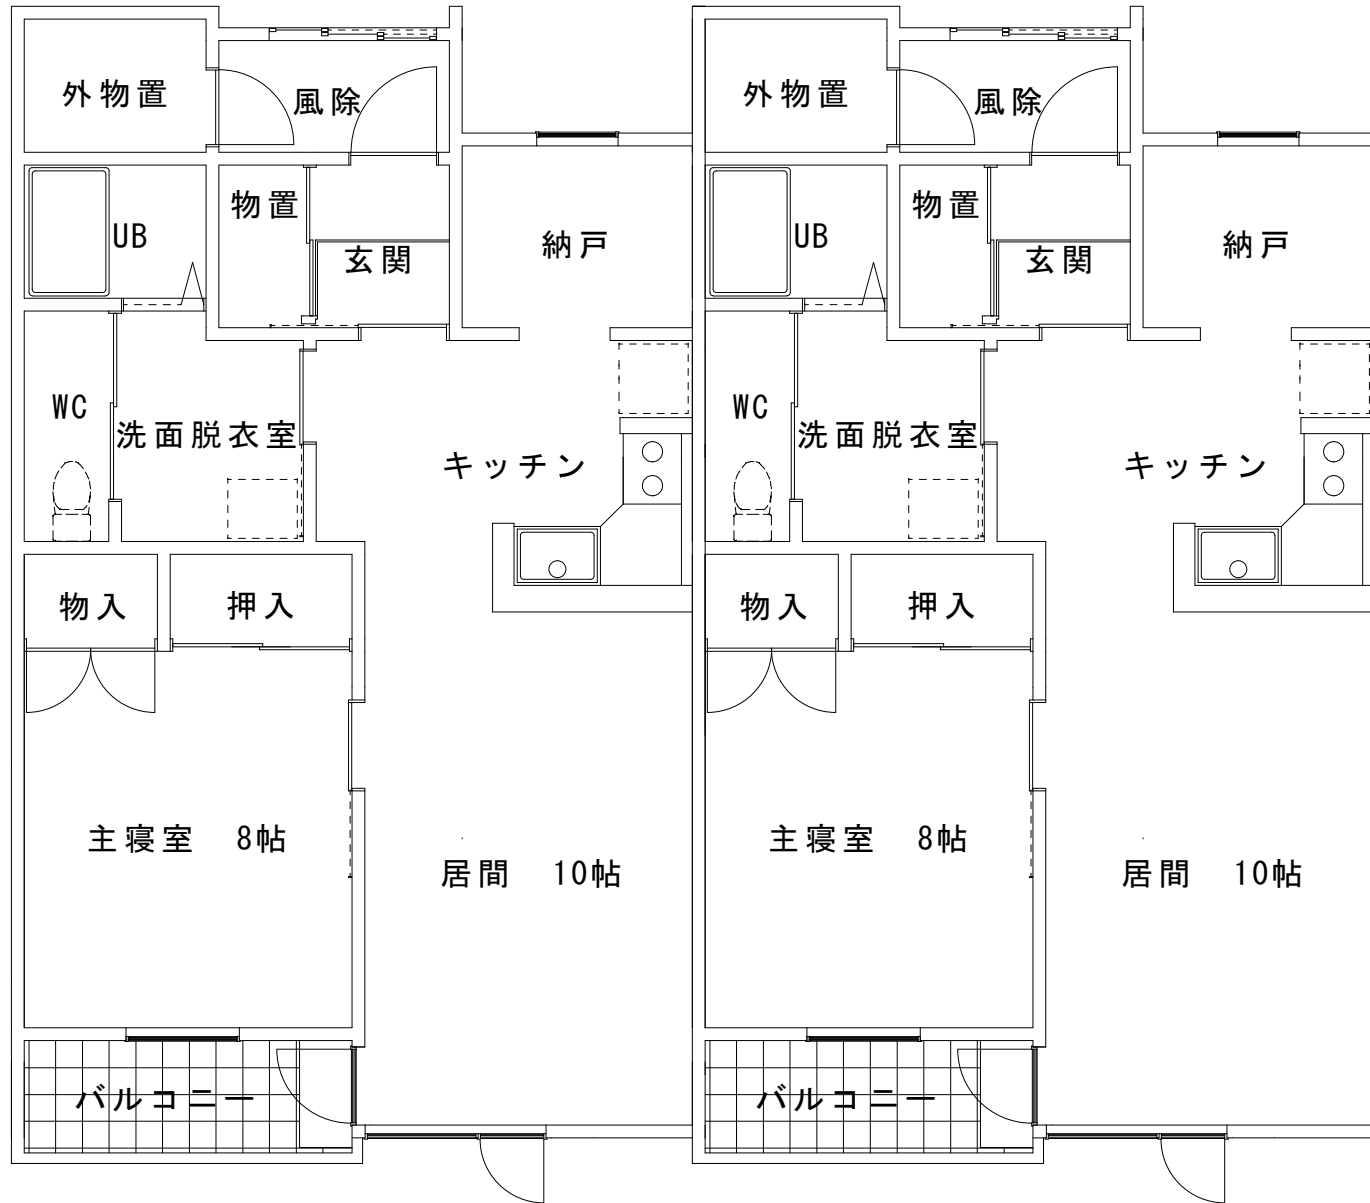 外物置
風除
物置
UB
玄関
納戸
WC
洗面脱衣室
キッチン
物入
押入
主寝室　8帖
居間　10帖
バルコニー
外物置
風除
物置
UB
玄関
納戸
WC
洗面脱衣室
キッチン
物入
押入
主寝室　8帖
居間　10帖
バルコニー